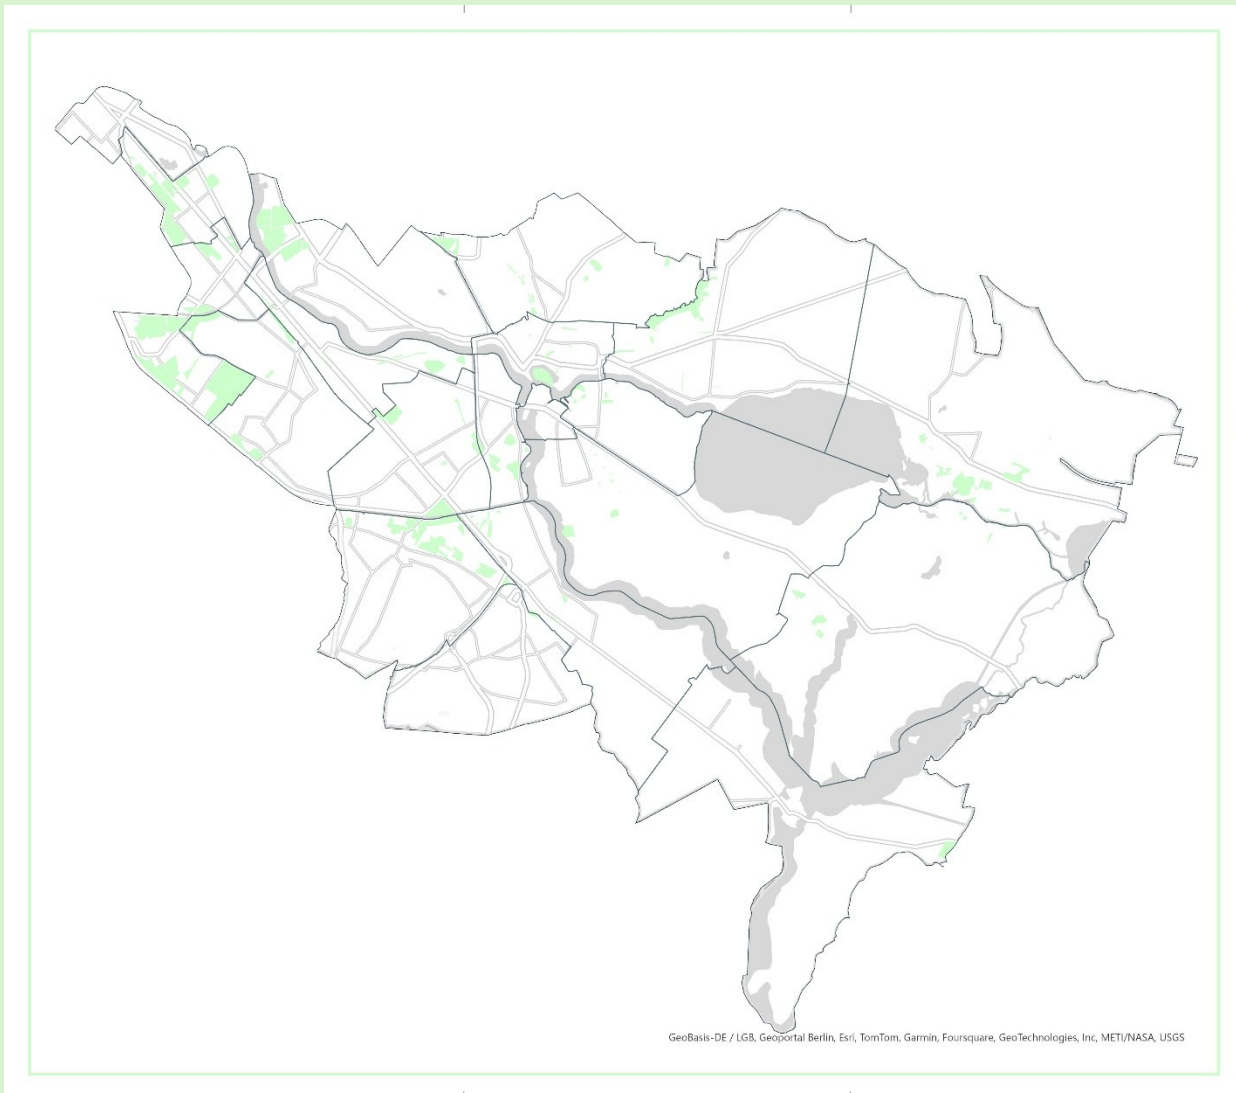 GeoBasis-DE / LGB, Geoportal Berlin, Esri, TomTom, Garmin, Foursquare, GeoTechnologies, Inc, METI/NASA, USGS